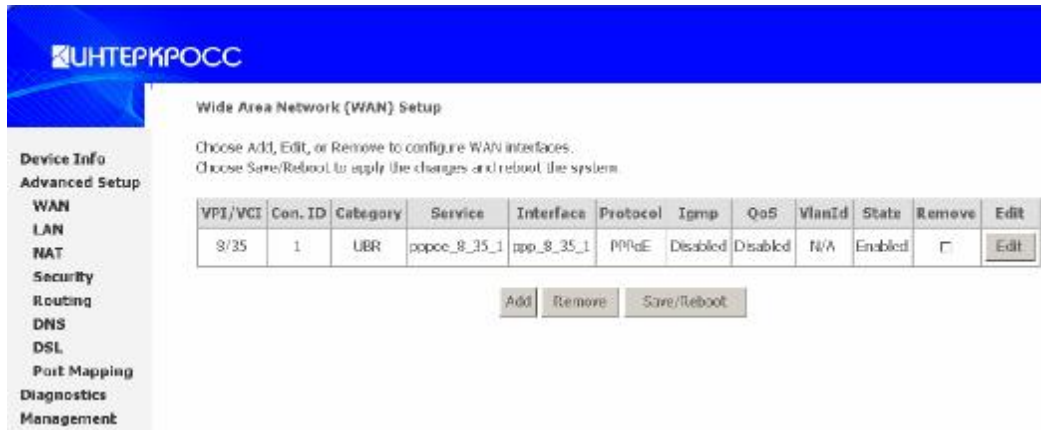 ИНТЕРКРОСС
Wide Area Network (WAN) Setup
Choose Add, Edit, or Remove to configure WAN interfaces.
Choose Save/Reboot to apply the changes and reboot the system.
Device Info
Advanced Setup
WAN
LAN
NAT
Security
Routing
DNS
DSL
Port Mapping
Diagnostics
Management
VPI/VCI Con. ID Category Service Interface Protocol Igmp QoS VlanId State Remove Edit
8/35 1 UBR pppoe_8_35_1 ppp_8_35_1 PPPoE Disabled Disabled N/A Enabled Edit
Add Remove Save/Reboot